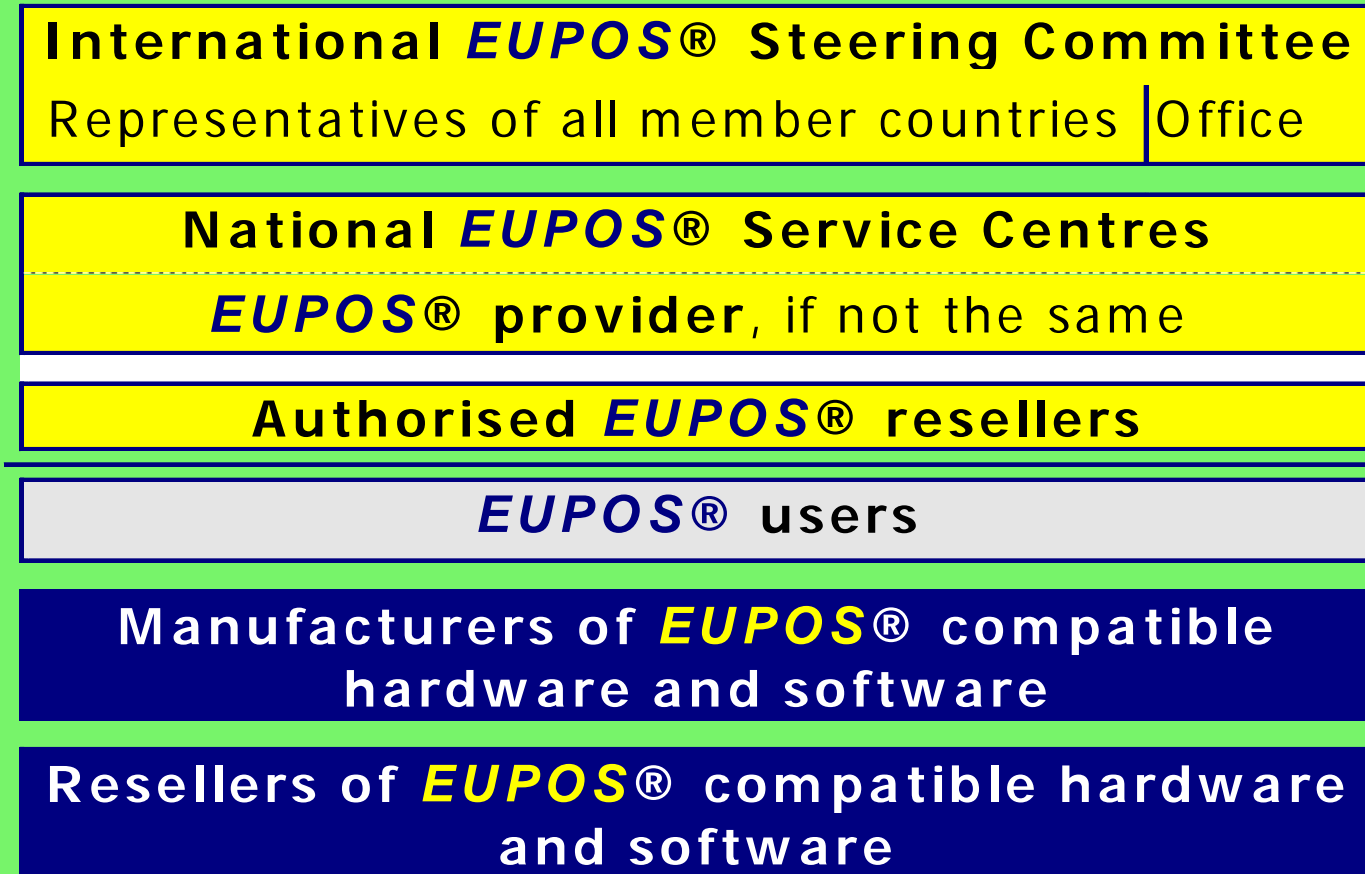 International EUPOS® Steering Committee
Representatives of all member countries Office
National EUPOS® Service Centres
EUPOS® provider, if not the same
Authorised EUPOS® resellers
EUPOS® users
Manufacturers of EUPOS® compatible
hardware and software
Resellers of EUPOS® compatible hardware
and software